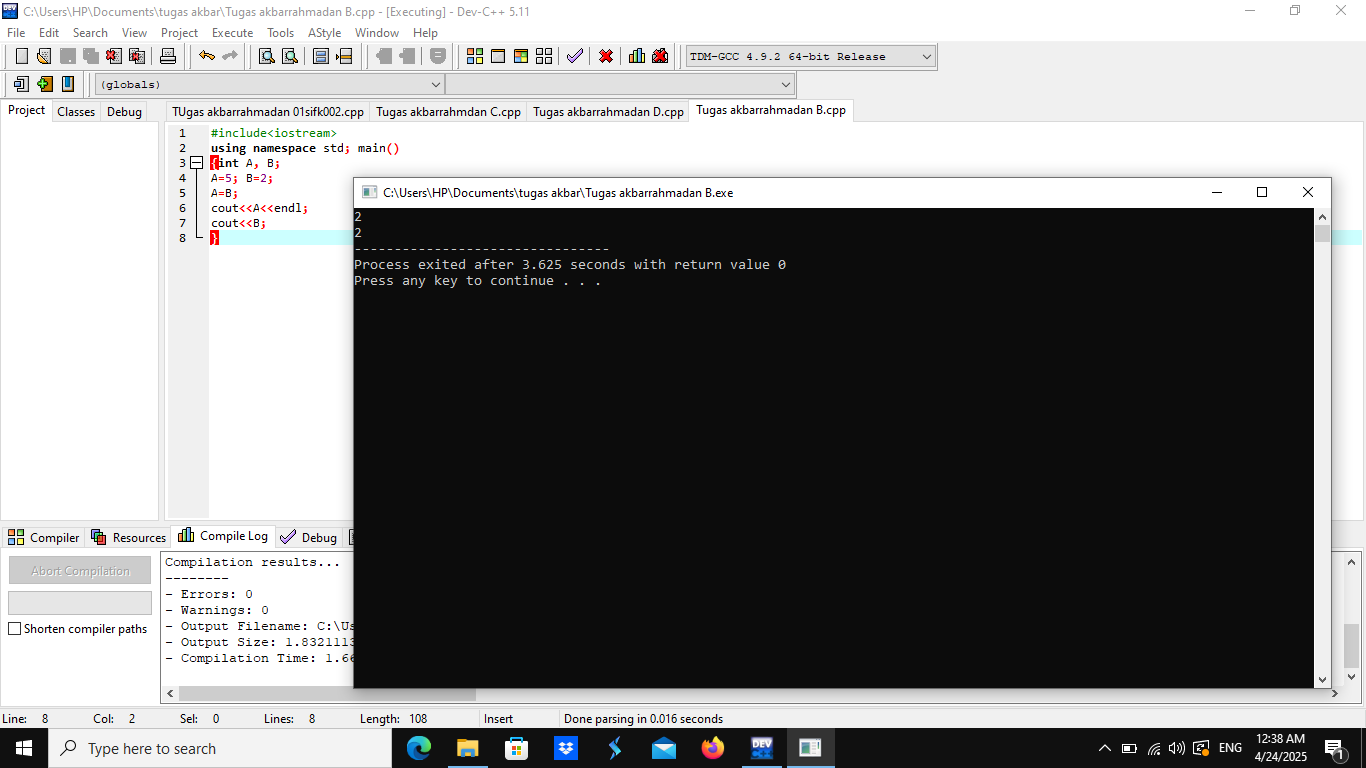 C:\Users\HP\Documents\tugas akbar\Tugas akbarrahmadan B.cpp - [Executing] - Dev-C++ 5.11
File Edit Search View Project Execute Tools AStyle Window Help
TDM-GCC 4.9.2 64-bit Release
(globals)
Project Classes Debug
TUgas akbarrahmadan 01sifk002.cpp Tugas akbarrahmdan C.cpp Tugas akbarrahmadan D.cpp Tugas akbarrahmadan B.cpp
1 #include<iostream>
2 using namespace std; main()
3 {int A, B;
4 A=5; B=2;
5 A=B;
6 cout<<A<<endl;
7 cout<<B;
8 }
C:\Users\HP\Documents\tugas akbar\Tugas akbarrahmadan B.exe
2
2
--------------------------------
Process exited after 3.625 seconds with return value 0
Press any key to continue . . .
Compiler Resources Compile Log Debug
Abort Compilation
Shorten compiler paths
Compilation results...
--------
- Errors: 0
- Warnings: 0
- Output Filename: C:\Us
- Output Size: 1.8321113
- Compilation Time: 1.66
Line: 8 Col: 2 Sel: 0 Lines: 8 Length: 108 Insert Done parsing in 0.016 seconds
Type here to search
DEV
ENG
12:38 AM
4/24/2025
1